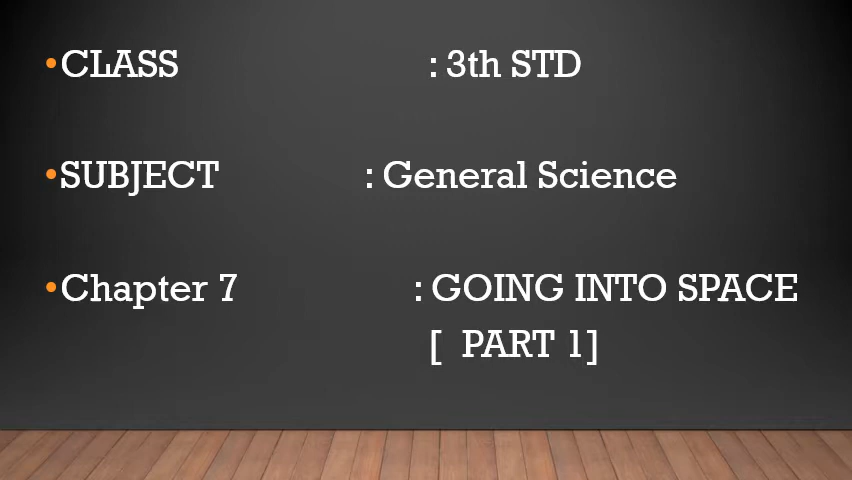 •CLASS : 3th STD
•SUBJECT : General Science
•Chapter 7 : GOING INTO SPACE
[ PART 1]